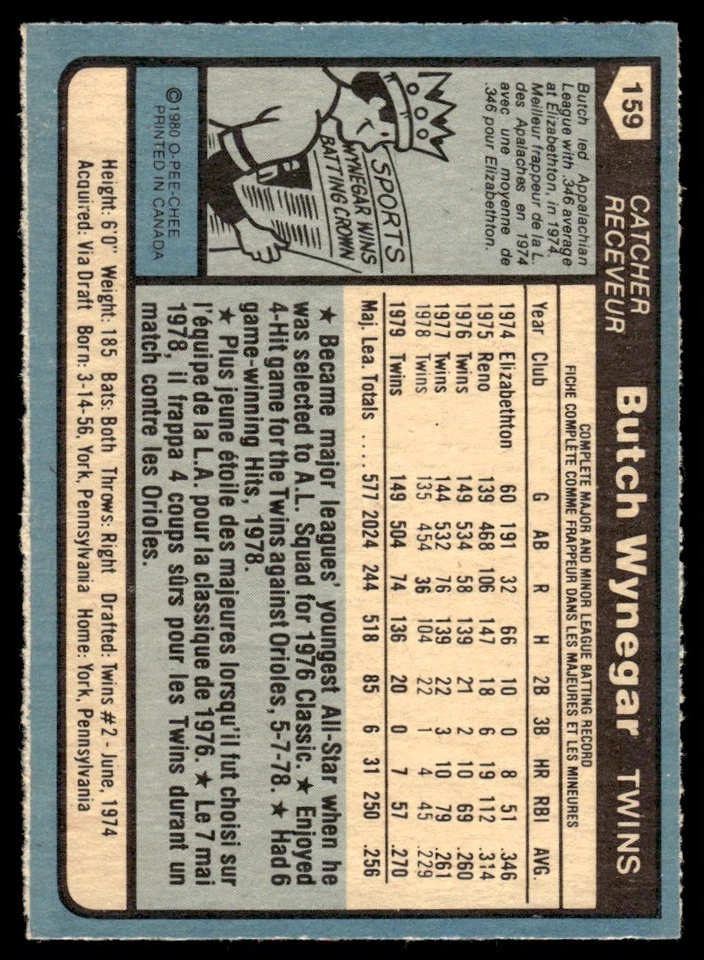 159
CATCHER
RECEVEUR
Butch Wynegar TWINS
Butch led Appalachian
League with .346 average
at Elizabethton, in 1974.
Meilleur frappeur de la L.
des Apalaches en 1974
avec une moyenne de
.346 pour Elizabethton.
SPORTS
WYNEGAR WINS
BATTING CROWN
©1980 O-PEE-CHEE
PRINTED IN CANADA
COMPLETE MAJOR AND MINOR LEAGUE BATTING RECORD
FICHE COMPLÈTE COMME FRAPPEUR DANS LES MAJEURES ET LES MINEURES
Year Club G AB R H 2B 3B HR RBI AVG.
1974 Elizabethton 60 191 32 66 10 0 8 51 .346
1975 Reno 139 468 106 147 18 6 19 112 .314
1976 Twins 149 534 58 139 21 2 10 69 .260
1977 Twins 144 532 76 139 22 3 10 79 .261
1978 Twins 135 454 36 104 22 1 4 45 .229
1979 Twins 149 504 74 136 20 0 7 57 .270
Maj. Lea. Totals .... 577 2024 244 518 85 6 31 250 .256
★ Became major leagues' youngest All-Star when he
was selected to A.L. Squad for 1976 Classic. ★ Enjoyed
4-Hit game for the Twins against Orioles, 5-7-78. ★ Had 6
game-winning Hits, 1978.
★ Plus jeune étoile des majeures lorsqu'il fut choisi sur
l'équipe de la L.A. pour la classique de 1976. ★ Le 7 mai
1978, il frappa 4 coups sûrs pour les Twins durant un
match contre les Orioles.
Height: 6'0" Weight: 185 Bats: Both Throws: Right Drafted: Twins #2 - June, 1974
Acquired: Via Draft Born: 3-14-56, York, Pennsylvania Home: York, Pennsylvania